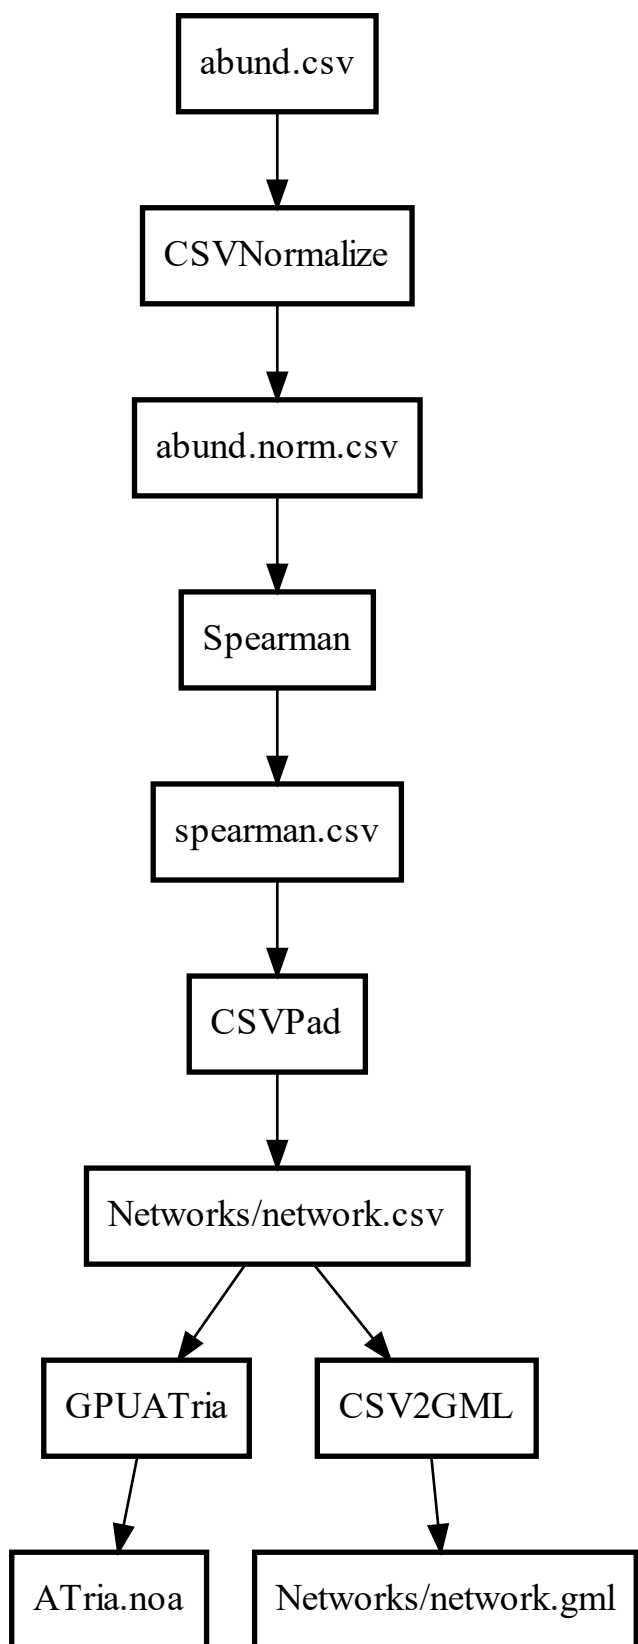 abund.csv
CSVNormalize
abund.norm.csv
Spearman
spearman.csv
CSVPad
Networks/network.csv
GPUATria
CSV2GML
ATria.noa
Networks/network.gml